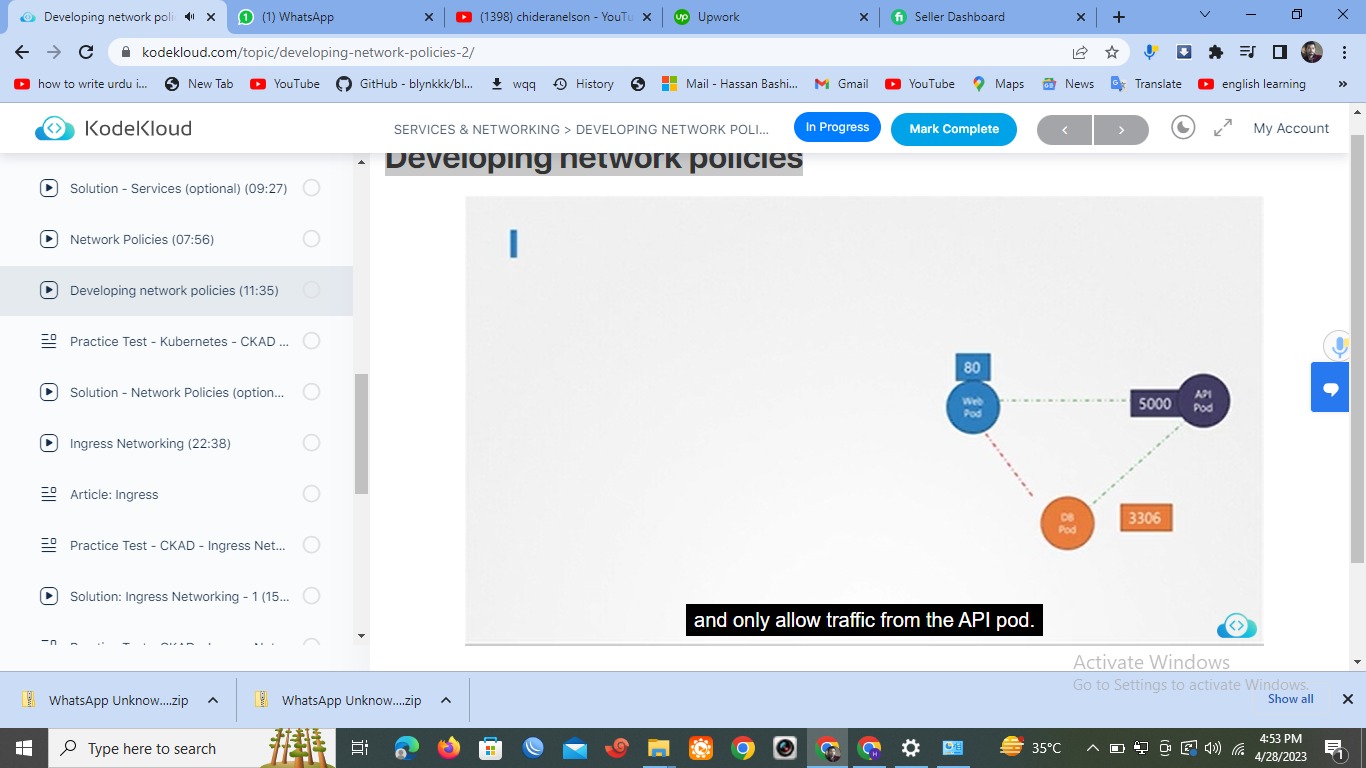 Developing network poli
(1) WhatsApp
(1398) chideranelson - YouTu
Upwork
Seller Dashboard
kodekloud.com/topic/developing-network-policies-2/
how to write urdu i...
New Tab
YouTube
GitHub - blynkkk/bl...
wqq
History
Mail - Hassan Bashi...
Gmail
YouTube
Maps
News
Translate
english learning
»
KodeKloud
SERVICES & NETWORKING > DEVELOPING NETWORK POLI...
In Progress
Mark Complete
My Account
Developing network policies
Solution - Services (optional) (09:27)
Network Policies (07:56)
Developing network policies (11:35)
Practice Test - Kubernetes - CKAD ...
Solution - Network Policies (option...
Ingress Networking (22:38)
Article: Ingress
Practice Test - CKAD - Ingress Net...
Solution: Ingress Networking - 1 (15...
80
Web
Pod
5000
API
Pod
DB
Pod
3306
and only allow traffic from the API pod.
Activate Windows
Go to Settings to activate Windows.
WhatsApp Unknow....zip
WhatsApp Unknow....zip
Show all
Type here to search
35°C
4:53 PM
4/28/2023
1